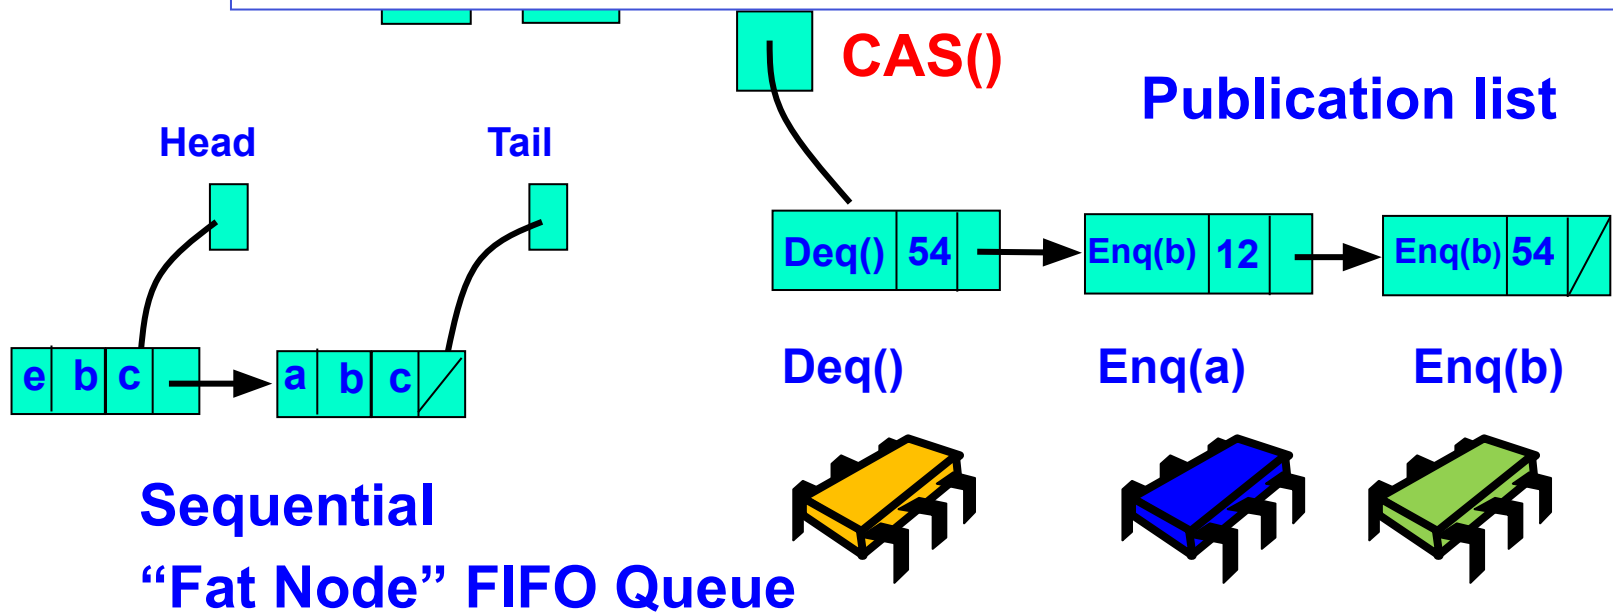 CAS()
Publication list
Head Tail
Deq() 54 Enq(b) 12 Enq(b) 54
e b c a b c
Deq() Enq(a) Enq(b)
Sequential
“Fat Node” FIFO Queue